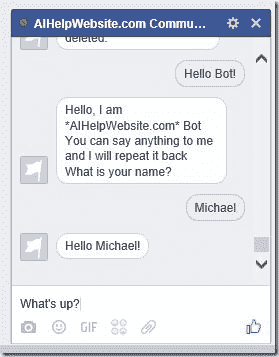 AIHelpWebsite.com Commu...
deleted.
Hello Bot!
Hello, I am
*AIHelpWebsite.com* Bot
You can say anything to me
and I will repeat it back
What is your name?
Michael
Hello Michael!
What's up?
GIF